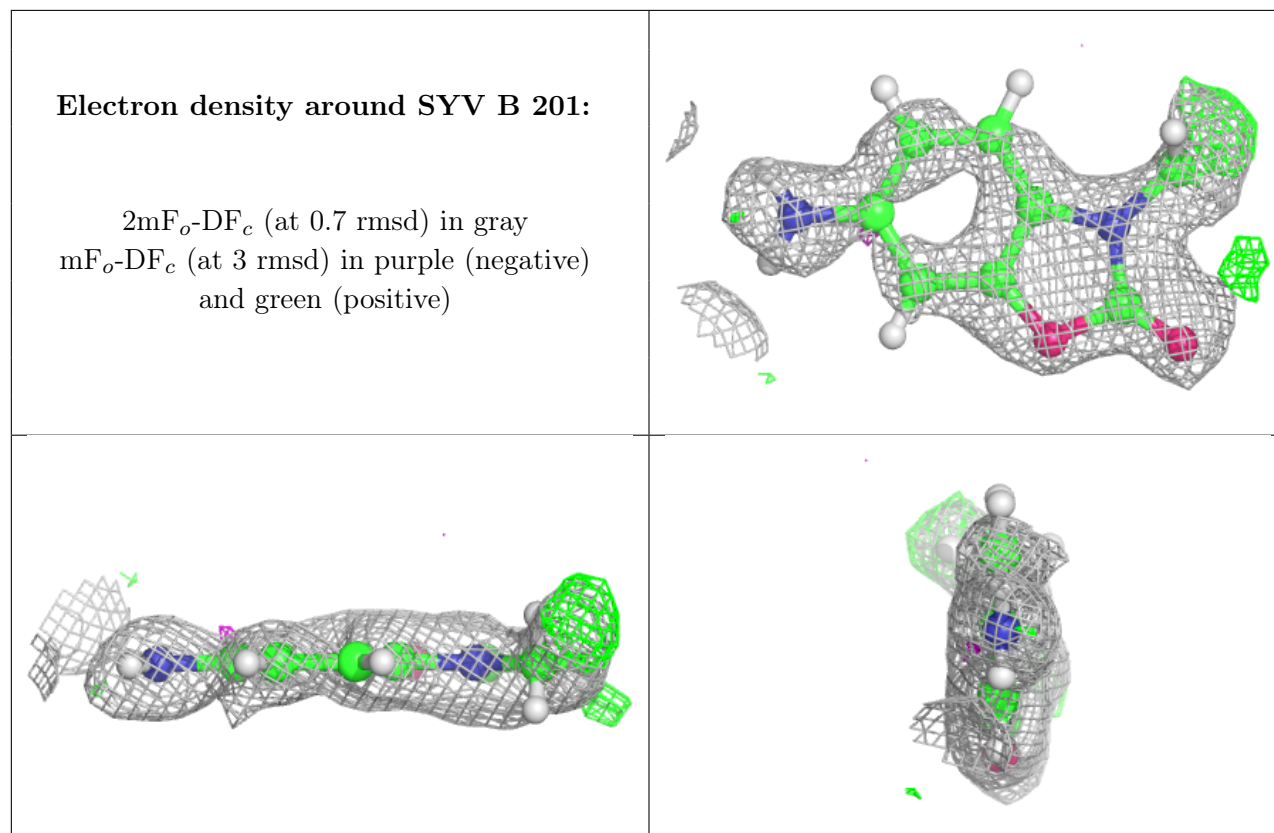 Electron density around SYV B 201:
2mFo-DFc (at 0.7 rmsd) in gray
mFo-DFc (at 3 rmsd) in purple (negative)
and green (positive)